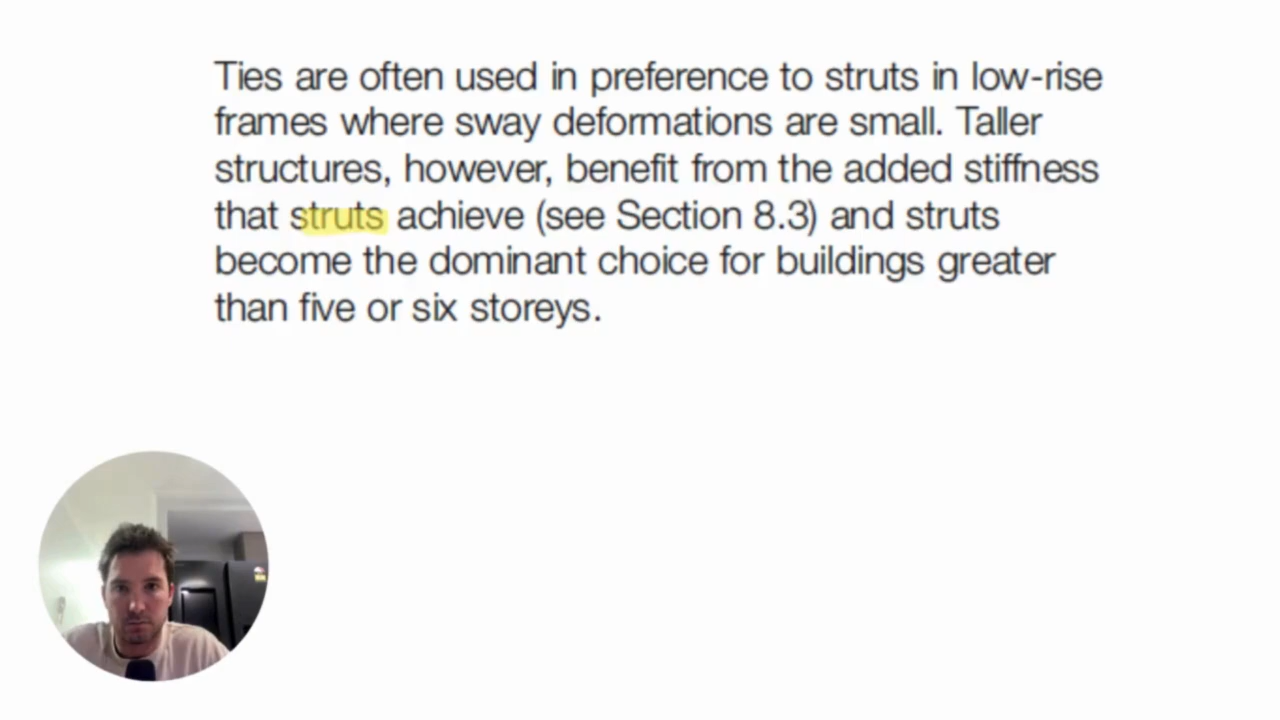 Ties are often used in preference to struts in low-rise
frames where sway deformations are small. Taller
structures, however, benefit from the added stiffness
that struts achieve (see Section 8.3) and struts
become the dominant choice for buildings greater
than five or six storeys.